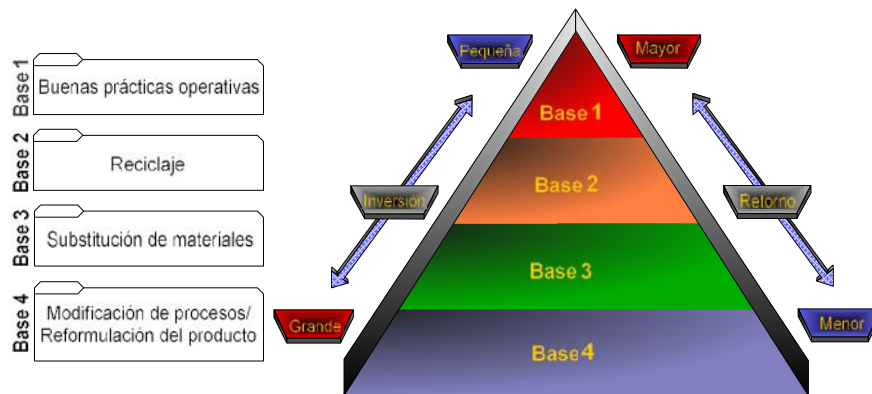 Base 1
Buenas prácticas operativas
Base 2
Reciclaje
Base 3
Substitución de materiales
Base 4
Modificación de procesos/
Reformulación del producto
Pequeña
Mayor
Inversión
Retorno
Grande
Menor
Base 1
Base 2
Base 3
Base 4